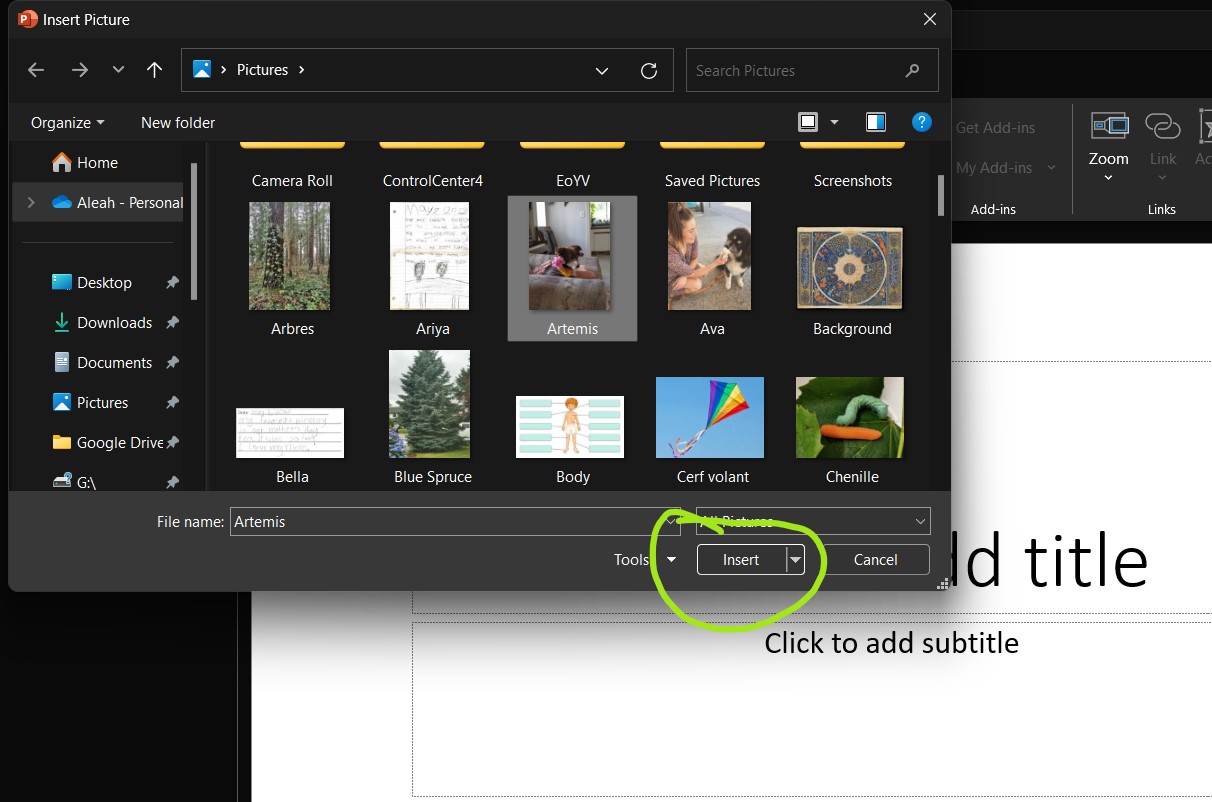 Insert Picture
Pictures
Search Pictures
Organize
New folder
Home
Aleah - Personal
Desktop
Downloads
Documents
Pictures
Google Drive
G:\
Camera Roll
ControlCenter4
EoYV
Saved Pictures
Screenshots
Arbres
Ariya
Artemis
Ava
Background
Bella
Blue Spruce
Body
Cerf volant
Chenille
File name:
Artemis
All Pictures
Tools
Insert
Cancel
Get Add-ins
My Add-ins
Add-ins
Zoom
Link
Links
dd title
Click to add subtitle